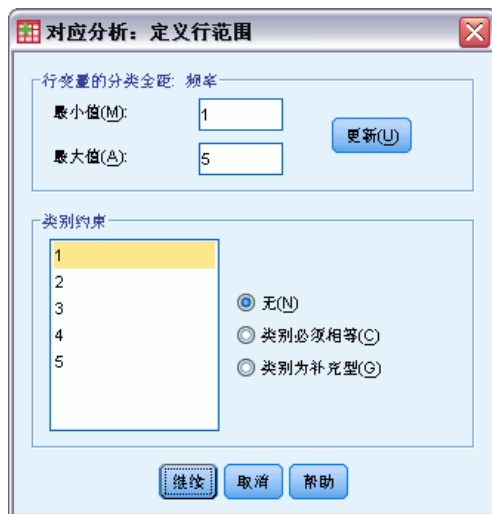 对应分析：定义行范围
行变量的分类全距: 频率
最小值(M):
1
更新(U)
最大值(A):
5
类别约束
1
2
3
4
5
无(N)
类别必须相等(C)
类别为补充型(G)
继续
取消
帮助